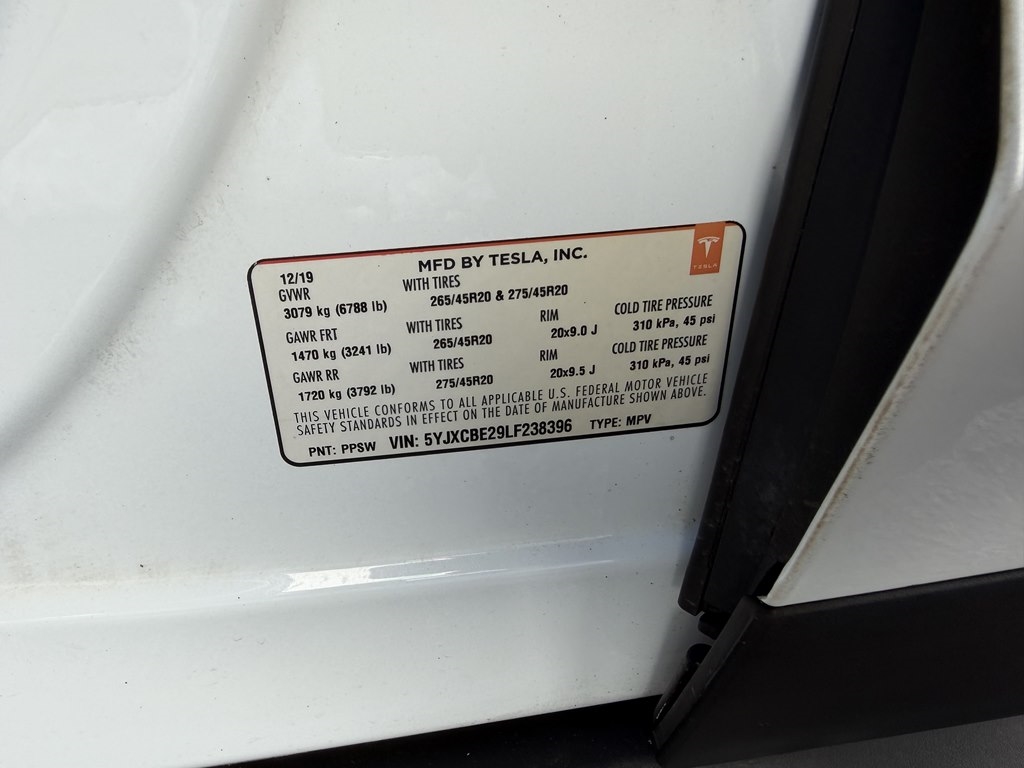 MFD BY TESLA, INC.
TESLA
12/19
GVWR WITH TIRES
3079 kg (6788 lb) 265/45R20 & 275/45R20
GAWR FRT WITH TIRES RIM COLD TIRE PRESSURE
1470 kg (3241 lb) 265/45R20 20x9.0 J 310 kPa, 45 psi
GAWR RR WITH TIRES RIM COLD TIRE PRESSURE
1720 kg (3792 lb) 275/45R20 20x9.5 J 310 kPa, 45 psi
THIS VEHICLE CONFORMS TO ALL APPLICABLE U.S. FEDERAL MOTOR VEHICLE
SAFETY STANDARDS IN EFFECT ON THE DATE OF MANUFACTURE SHOWN ABOVE.
PNT: PPSW VIN: 5YJXCBE29LF238396 TYPE: MPV